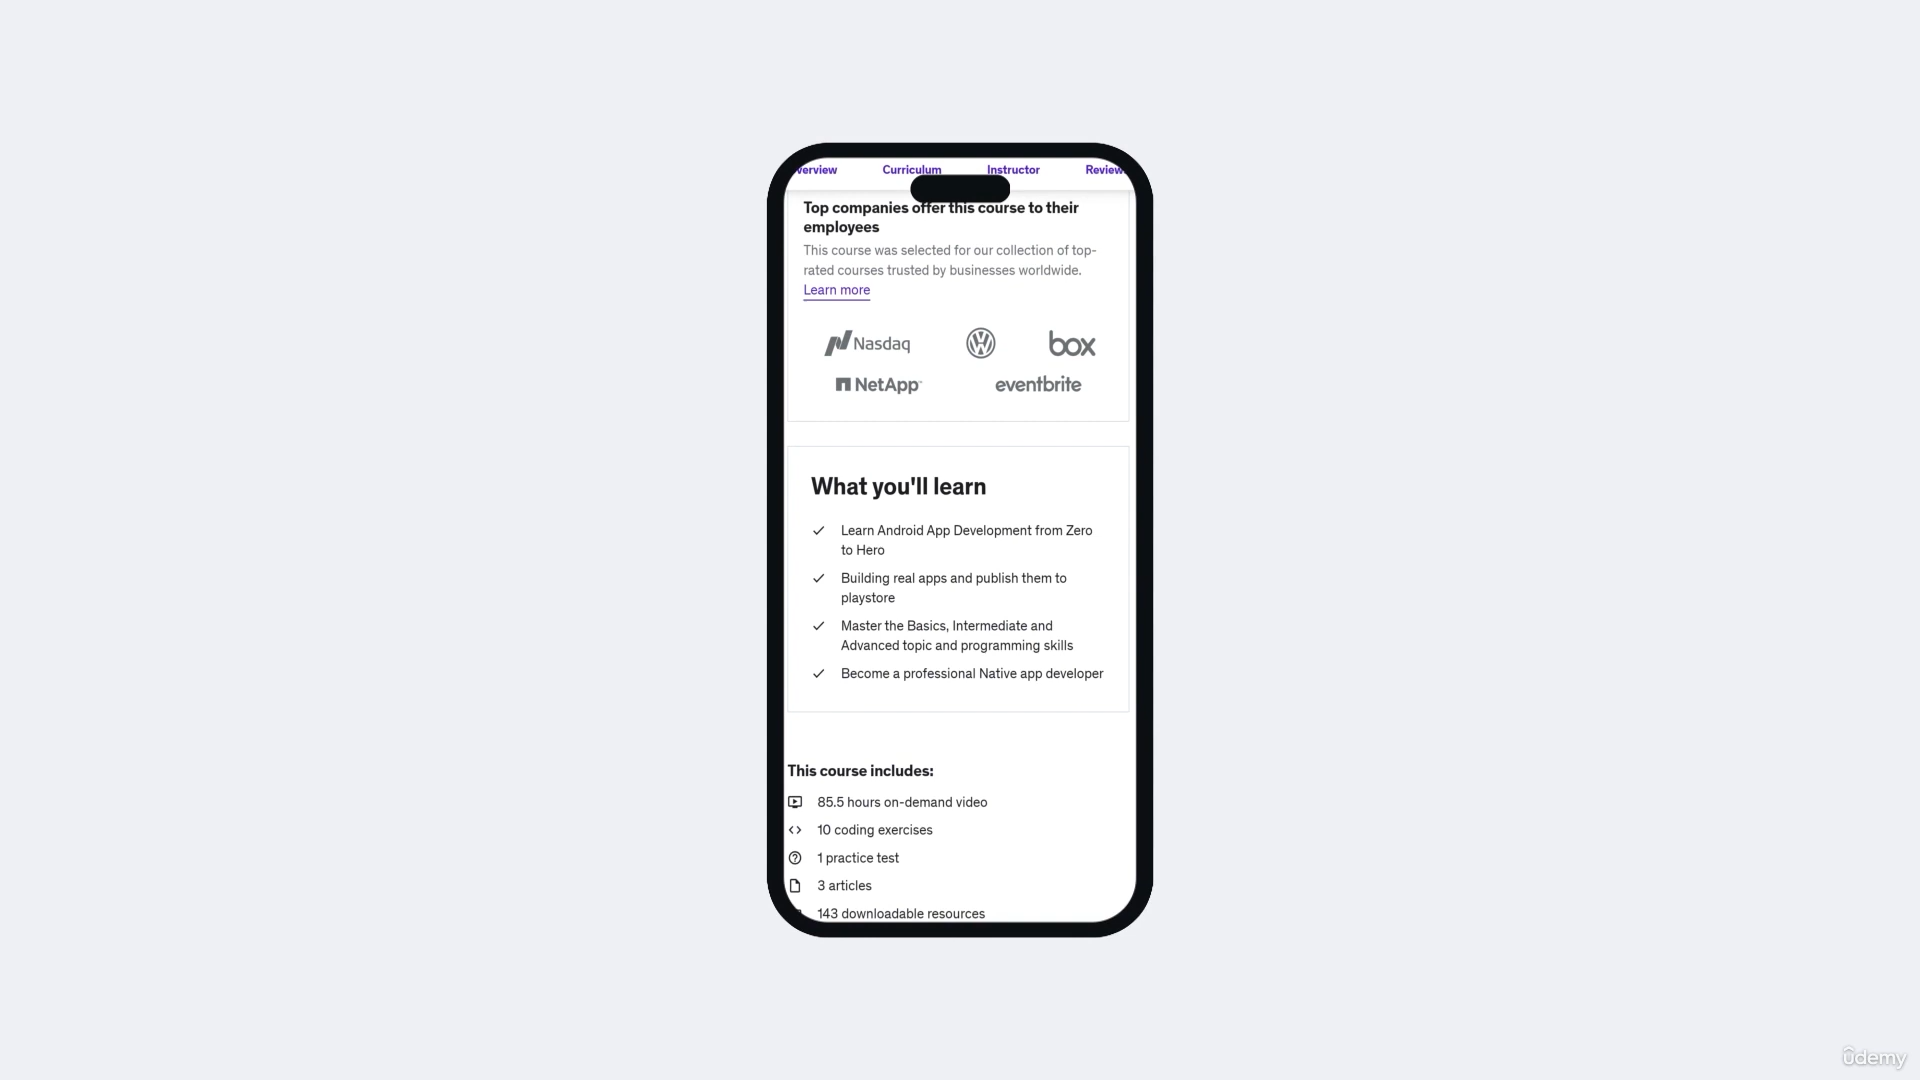 verview Curriculum Instructor Review
Top companies offer this course to their
employees
This course was selected for our collection of top-
rated courses trusted by businesses worldwide.
Learn more
Nasdaq box
NetApp eventbrite
What you'll learn
Learn Android App Development from Zero
to Hero
Building real apps and publish them to
playstore
Master the Basics, Intermediate and
Advanced topic and programming skills
Become a professional Native app developer
This course includes:
85.5 hours on-demand video
10 coding exercises
1 practice test
3 articles
143 downloadable resources
ûdemy